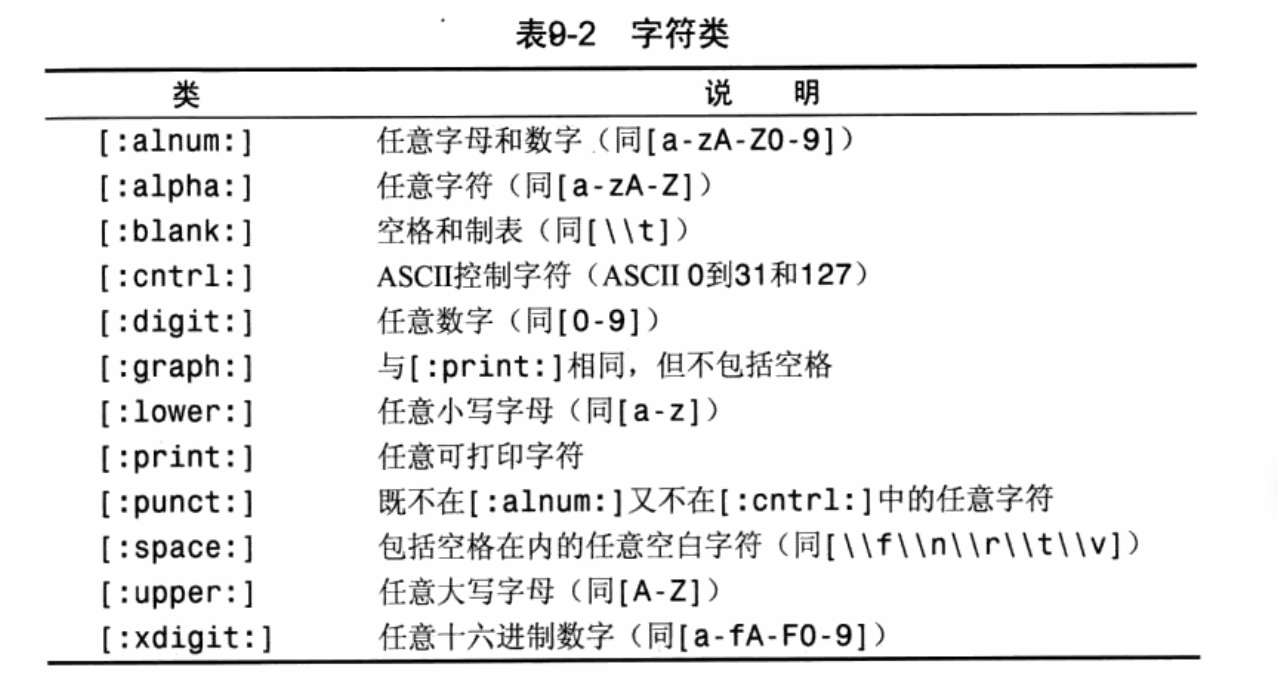 表9-2 字符类
类 说 明
[:alnum:] 任意字母和数字（同[a-zA-Z0-9]）
[:alpha:] 任意字符（同[a-zA-Z]）
[:blank:] 空格和制表（同[\\t]）
[:cntrl:] ASCII控制字符（ASCII 0到31和127）
[:digit:] 任意数字（同[0-9]）
[:graph:] 与[:print:]相同，但不包括空格
[:lower:] 任意小写字母（同[a-z]）
[:print:] 任意可打印字符
[:punct:] 既不在[:alnum:]又不在[:cntrl:]中的任意字符
[:space:] 包括空格在内的任意空白字符（同[\\f\\n\\r\\t\\v]）
[:upper:] 任意大写字母（同[A-Z]）
[:xdigit:] 任意十六进制数字（同[a-fA-F0-9]）